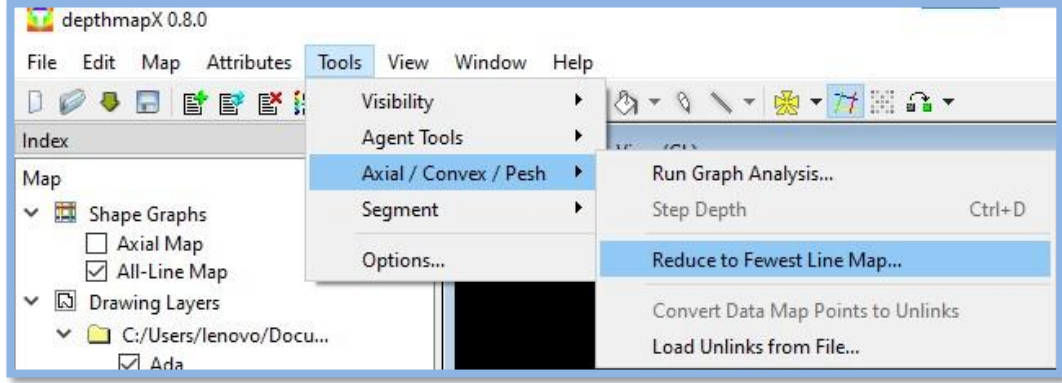 depthmapX 0.8.0
File Edit Map Attributes Tools View Window Help
Index
Map
Shape Graphs
Axial Map
All-Line Map
Drawing Layers
C:/Users/lenovo/Docu...
Ada
Visibility
Agent Tools
Axial / Convex / Pesh
Segment
Options...
Run Graph Analysis...
Step Depth Ctrl+D
Reduce to Fewest Line Map...
Convert Data Map Points to Unlinks
Load Unlinks from File...